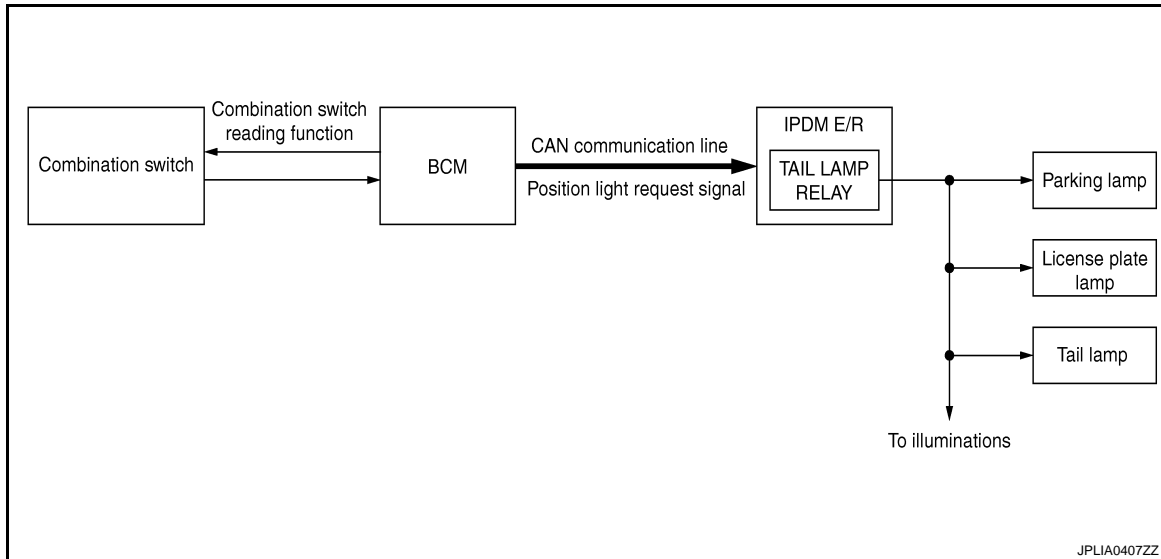 Combination switch
Combination switch
reading function
BCM
CAN communication line
Position light request signal
IPDM E/R
TAIL LAMP
RELAY
Parking lamp
License plate
lamp
Tail lamp
To illuminations
JPLIA0407ZZ